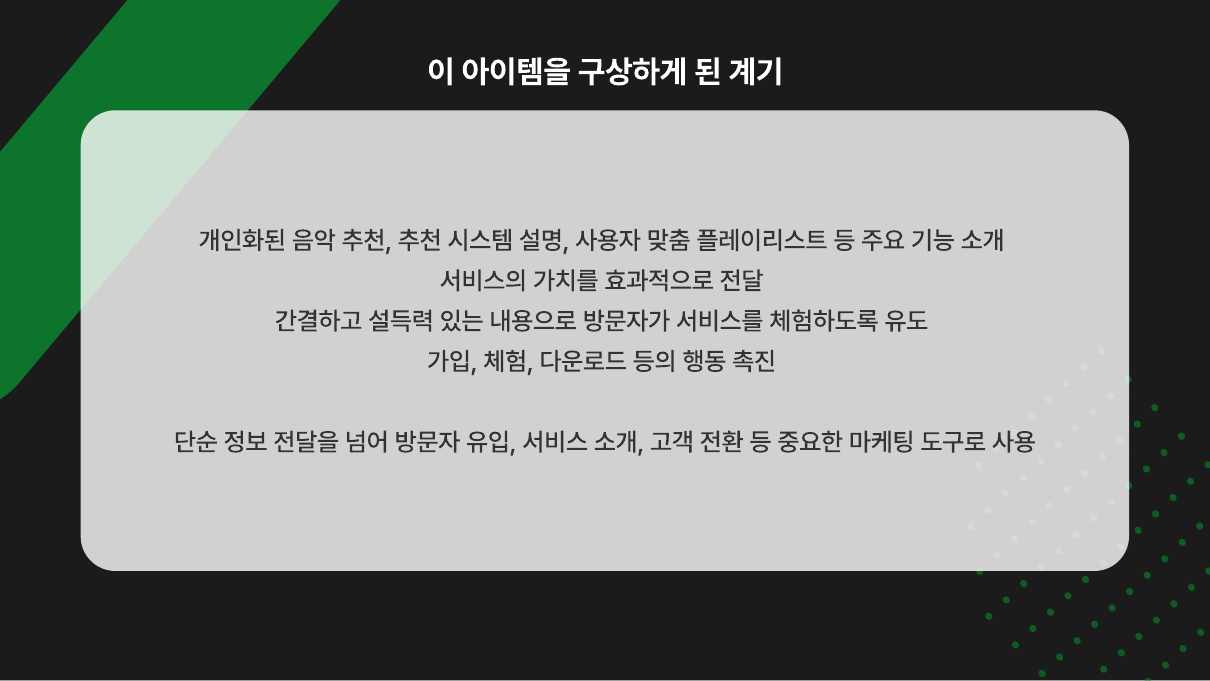 이 아이템을 구상하게 된 계기
개인화된 음악 추천, 추천 시스템 설명, 사용자 맞춤 플레이리스트 등 주요 기능 소개
서비스의 가치를 효과적으로 전달
간결하고 설득력 있는 내용으로 방문자가 서비스를 체험하도록 유도
가입, 체험, 다운로드 등의 행동 촉진
단순 정보 전달을 넘어 방문자 유입, 서비스 소개, 고객 전환 등 중요한 마케팅 도구로 사용